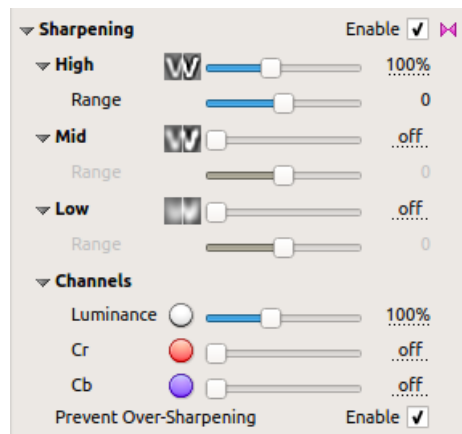 Sharpening Enable
High 100%
Range 0
Mid off
Range 0
Low off
Range 0
Channels
Luminance 100%
Cr off
Cb off
Prevent Over-Sharpening Enable